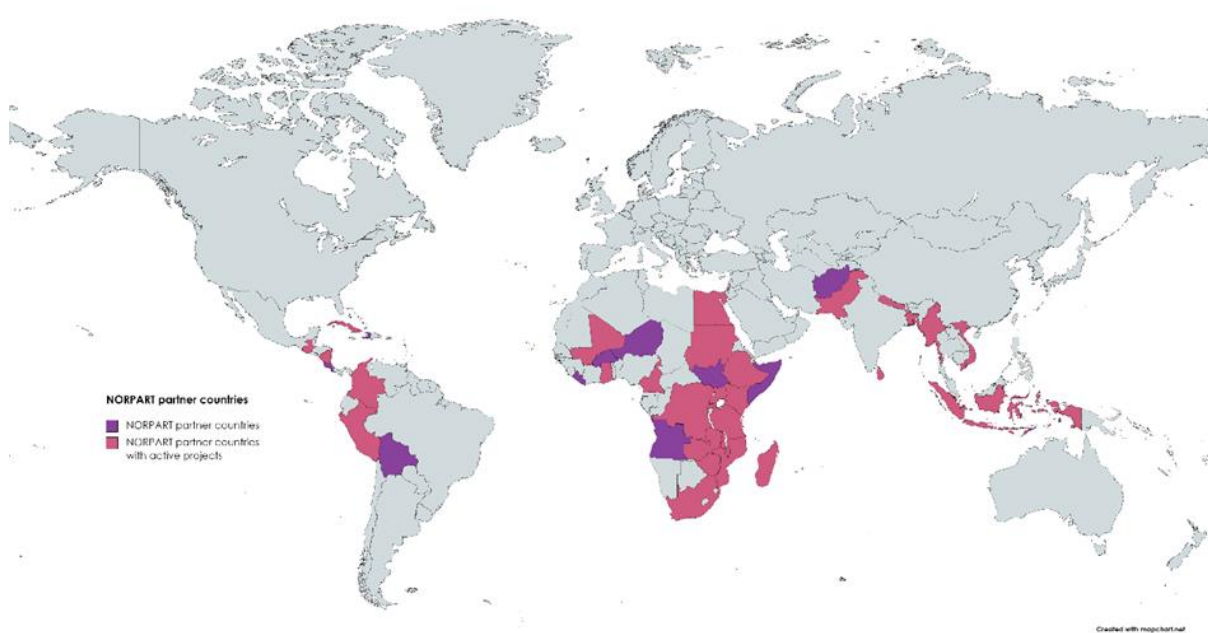 NORPART partner countries
NORPART partner countries
NORPART partner countries
with active projects
Created with mapchart.net